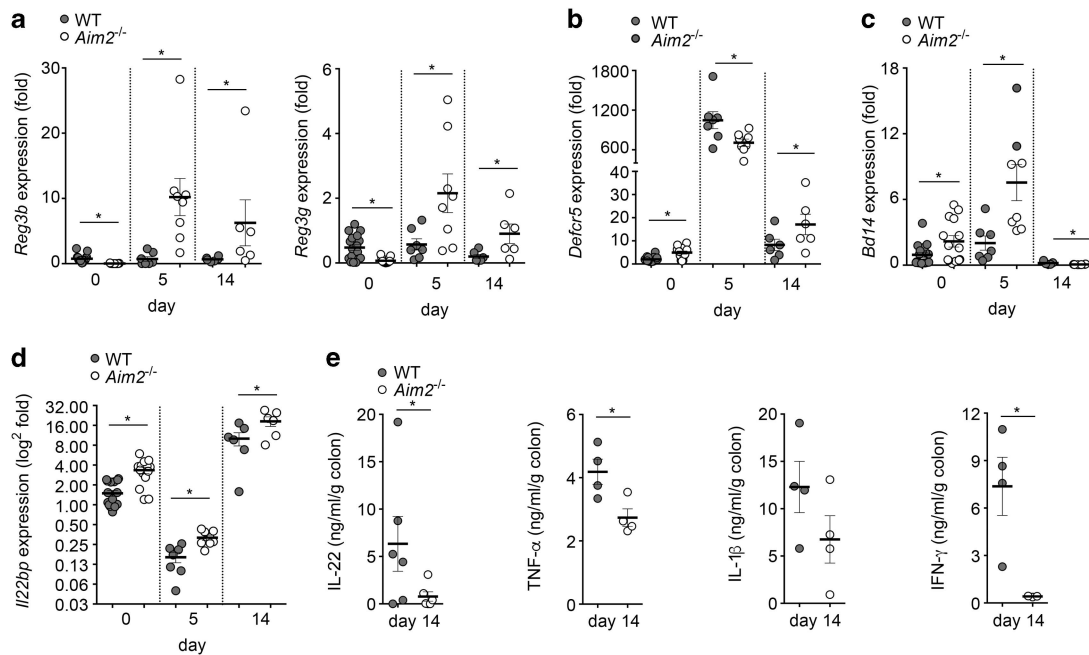 a
WT
Aim2-/-
Reg3b expression (fold)
30
20
10
0
*
*
*
0 5 14
day
Reg3g expression (fold)
6
4
2
0
*
*
*
0 5 14
day
b
WT
Aim2-/-
Defcr5 expression (fold)
1800
1200
600
40
30
20
10
0
*
*
*
0 5 14
day
c
WT
Aim2-/-
Bd14 expression (fold)
18
12
6
0
*
*
*
0 5 14
day
d
WT
Aim2-/-
Il22bp expression (log2 fold)
32.00
16.00
8.00
4.00
2.00
1.00
0.50
0.25
0.13
0.06
0.03
*
*
*
0 5 14
day
e
WT
Aim2-/-
IL-22 (ng/ml/g colon)
20
15
10
5
0
*
day 14
TNF-α (ng/ml/g colon)
6
4
2
0
*
day 14
IL-1β (ng/ml/g colon)
20
15
10
5
0
day 14
IFN-γ (ng/ml/g colon)
12
9
6
3
0
*
day 14